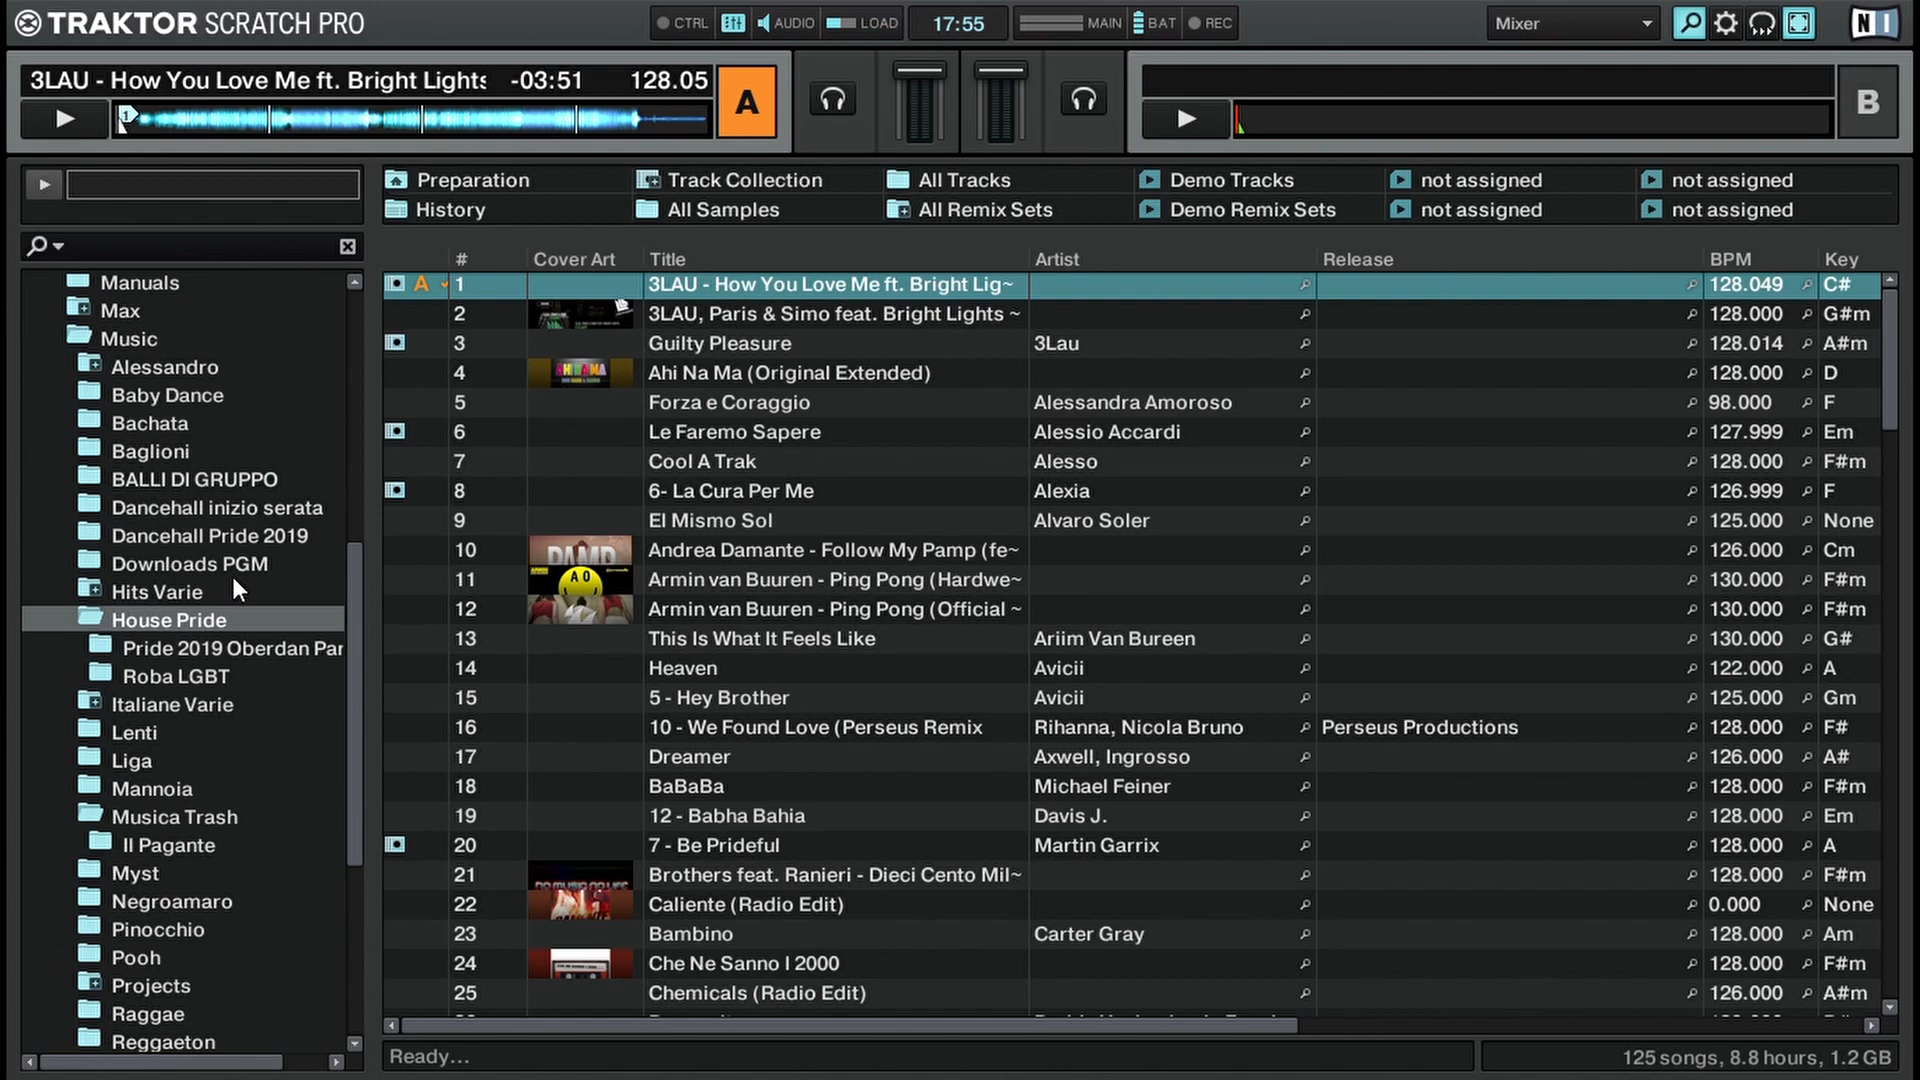 TRAKTOR SCRATCH PRO
CTRL AUDIO LOAD 17:55 MAIN BAT REC Mixer
3LAU - How You Love Me ft. Bright Lights -03:51 128.05 A B
1
Preparation Track Collection All Tracks Demo Tracks not assigned not assigned
History All Samples All Remix Sets Demo Remix Sets not assigned not assigned
Manuals
Max
Music
Alessandro
Baby Dance
Bachata
Baglioni
BALLI DI GRUPPO
Dancehall inizio serata
Dancehall Pride 2019
Downloads PGM
Hits Varie
House Pride
Pride 2019 Oberdan Par
Roba LGBT
Italiane Varie
Lenti
Liga
Mannoia
Musica Trash
Il Pagante
Myst
Negroamaro
Pinocchio
Pooh
Projects
Raggae
Reggaeton
# Cover Art Title Artist Release BPM Key
A 1 3LAU - How You Love Me ft. Bright Lig~ 128.049 C#
2 3LAU, Paris & Simo feat. Bright Lights ~ 128.000 G#m
3 Guilty Pleasure 3Lau 128.014 A#m
4 Ahi Na Ma (Original Extended) 128.000 D
5 Forza e Coraggio Alessandra Amoroso 98.000 F
6 Le Faremo Sapere Alessio Accardi 127.999 Em
7 Cool A Trak Alesso 128.000 F#m
8 6- La Cura Per Me Alexia 126.999 F
9 El Mismo Sol Alvaro Soler 125.000 None
10 Andrea Damante - Follow My Pamp (fe~ 126.000 Cm
11 Armin van Buuren - Ping Pong (Hardwe~ 130.000 F#m
12 Armin van Buuren - Ping Pong (Official ~ 130.000 F#m
13 This Is What It Feels Like Ariim Van Bureen 130.000 G#
14 Heaven Avicii 122.000 A
15 5 - Hey Brother Avicii 125.000 Gm
16 10 - We Found Love (Perseus Remix Rihanna, Nicola Bruno Perseus Productions 128.000 F#
17 Dreamer Axwell, Ingrosso 126.000 A#
18 BaBaBa Michael Feiner 128.000 F#m
19 12 - Babha Bahia Davis J. 128.000 Em
20 7 - Be Prideful Martin Garrix 128.000 A
21 Brothers feat. Ranieri - Dieci Cento Mil~ 128.000 F#m
22 Caliente (Radio Edit) 0.000 None
23 Bambino Carter Gray 128.000 Am
24 Che Ne Sanno I 2000 128.000 F#m
25 Chemicals (Radio Edit) 126.000 A#m
Ready... 125 songs, 8.8 hours, 1.2 GB